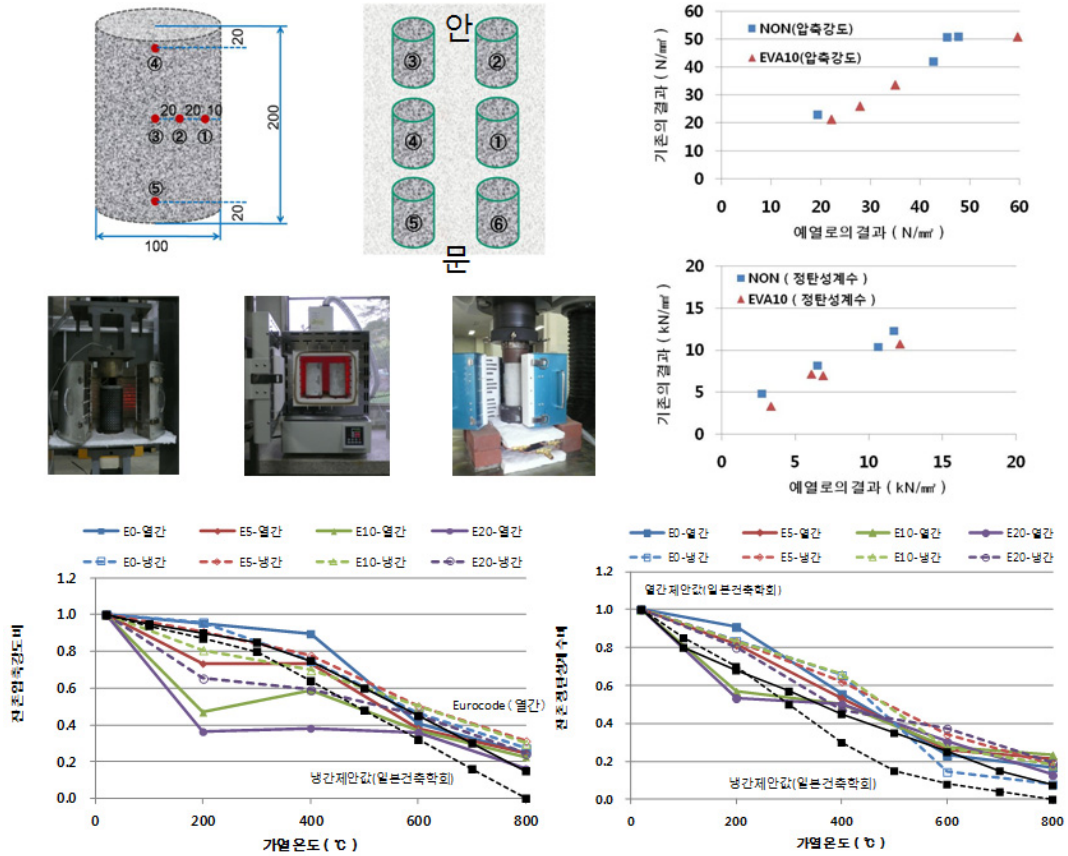 ④
20
20 20 10
③ ② ①
200
⑤
20
100
안
③ ②
④ ①
⑤ ⑥
문
NON(압축강도)
EVA10(압축강도)
기존의 결과 ( N/㎟ )
60
50
40
30
20
10
0
0 10 20 30 40 50 60
예열로의결과 ( N/㎟ )
NON ( 정탄성계수 )
EVA10 ( 정탄성계수 )
기존의 결과 ( kN/㎟ )
20
15
10
5
0
0 5 10 15 20
예열로의결과 ( kN/㎟ )
E0-열간 E5-열간 E10-열간 E20-열간
E0-냉간 E5-냉간 E10-냉간 E20-냉간
잔존압축강도비
1.2
1.0
0.8
0.6
0.4
0.2
0.0
Eurocode ( 열간)
냉간제안값(일본건축학회)
0 200 400 600 800
가열온도 ( ℃)
E0-열간 E5-열간 E10-열간 E20-열간
E0-냉간 E5-냉간 E10-냉간 E20-냉간
잔존정탄성계수비
1.2
1.0
0.8
0.6
0.4
0.2
0.0
열간제안값(일본건축학회)
냉간제안값(일본건축학회)
0 200 400 600 800
가열온도 ( ℃)